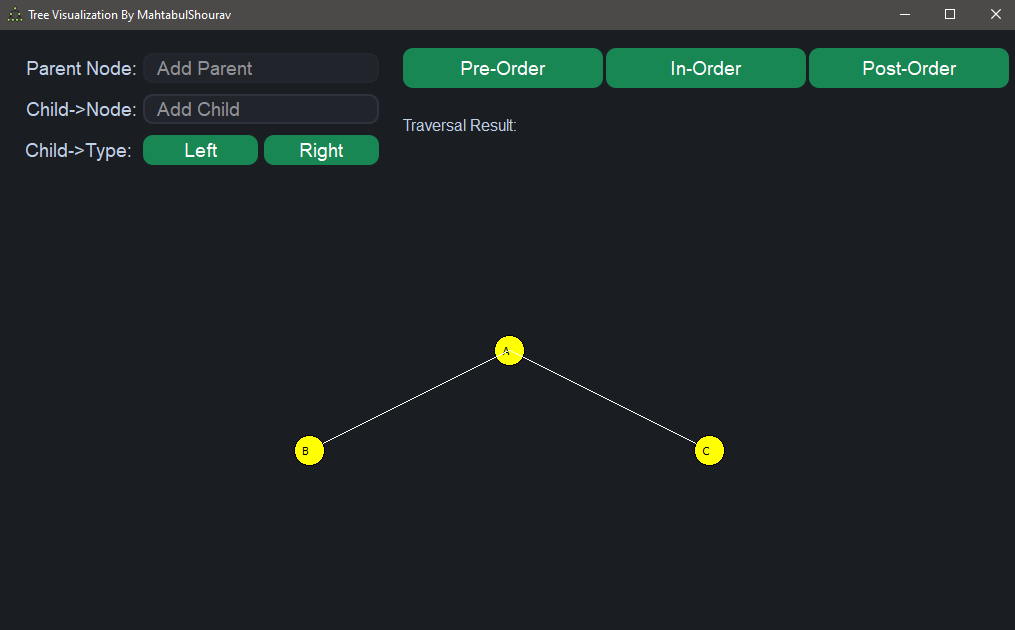 Tree Visualization By MahtabulShourav
Parent Node: Add Parent
Child->Node: Add Child
Child->Type: Left Right
Pre-Order In-Order Post-Order
Traversal Result:
A
B C